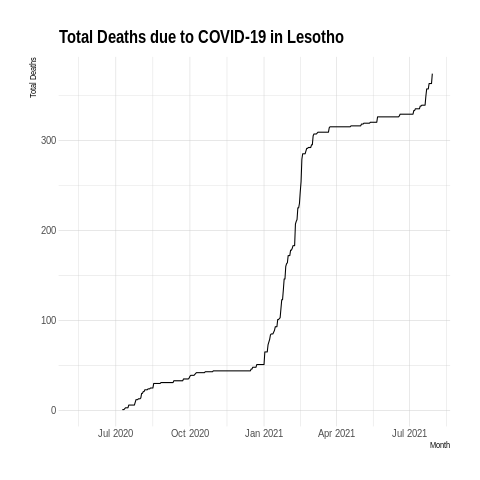 Total Deaths due to COVID-19 in Lesotho
Total Deaths
300
200
100
0
Jul 2020 Oct 2020 Jan 2021 Apr 2021 Jul 2021
Month